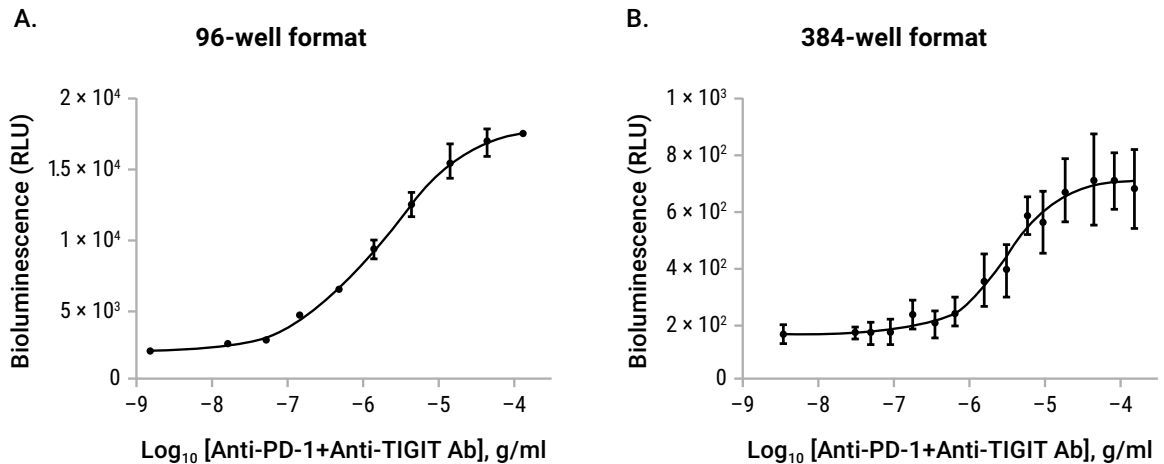 A.
96-well format
Bioluminescence (RLU)
2 × 10⁴
1.5 × 10⁴
1 × 10⁴
5 × 10³
0
−9 −8 −7 −6 −5 −4
Log₁₀ [Anti-PD-1+Anti-TIGIT Ab], g/ml
B.
384-well format
Bioluminescence (RLU)
1 × 10³
8 × 10²
6 × 10²
4 × 10²
2 × 10²
0
−9 −8 −7 −6 −5 −4
Log₁₀ [Anti-PD-1+Anti-TIGIT Ab], g/ml